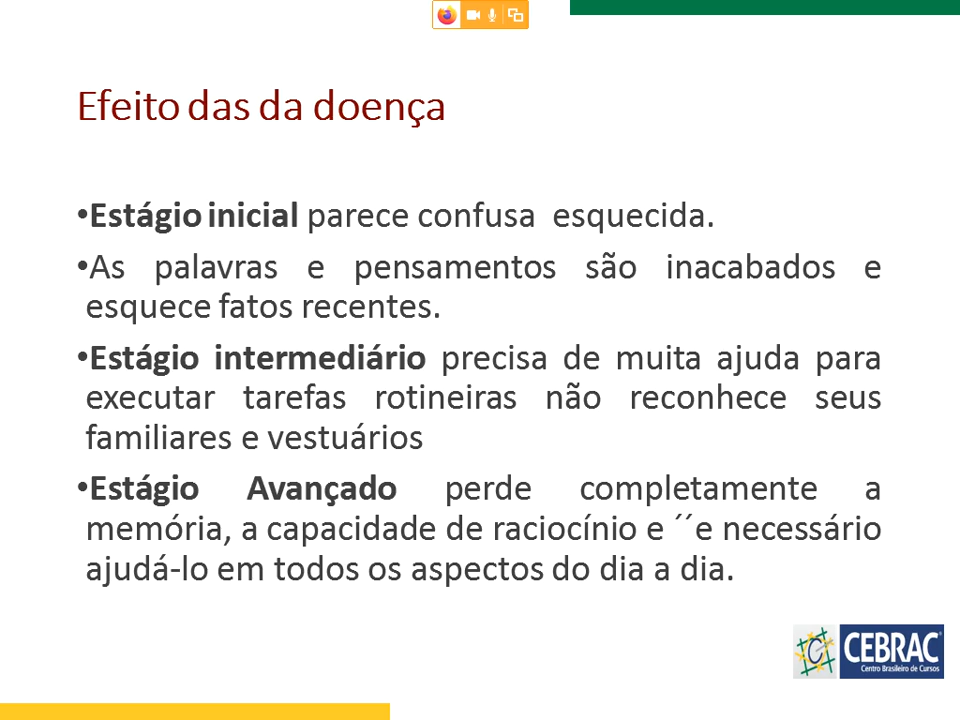 Efeito das da doença
•Estágio inicial parece confusa  esquecida.
•As palavras e pensamentos são inacabados e
esquece fatos recentes.
•Estágio intermediário precisa de muita ajuda para
executar tarefas rotineiras não reconhece seus
familiares e vestuários
•Estágio Avançado perde completamente a
memória, a capacidade de raciocínio e ´´e necessário
ajudá-lo em todos os aspectos do dia a dia.
CEBRAC
Centro Brasileiro de Cursos